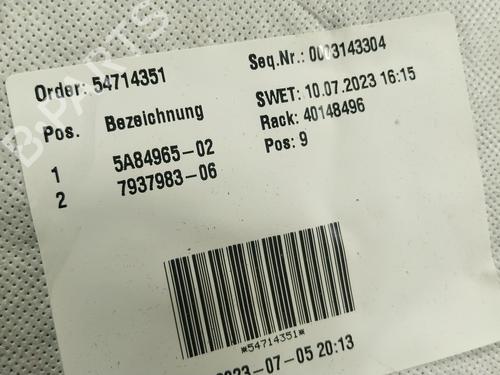 Order: 54714351
Seq.Nr.: 0003143304
Pos. Bezeichnung
SWET: 10.07.2023 16:15
Rack: 40148496
Pos: 9
1 5A84965-02
2 7937983-06
*54714351*
2023-07-05 20:13
B-PARTS